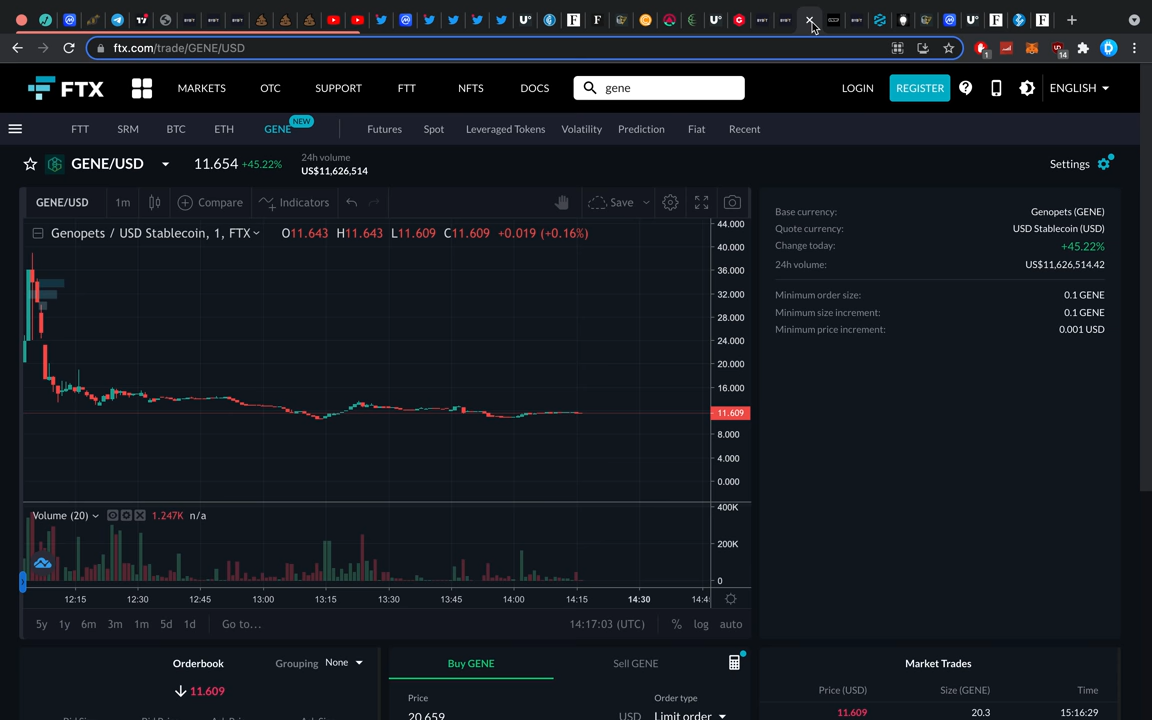 ftx.com/trade/GENE/USD
1
14
FTX
MARKETS
OTC
SUPPORT
FTT
NFTS
DOCS
gene
LOGIN
REGISTER
ENGLISH
FTT
SRM
BTC
ETH
GENE
NEW
Futures
Spot
Leveraged Tokens
Volatility
Prediction
Fiat
Recent
GENE/USD
11.654 +45.22%
24h volume
US$11,626,514
Settings
GENE/USD
1m
Compare
Indicators
Save
Genopets / USD Stablecoin, 1, FTX
O11.643 H11.643 L11.609 C11.609 +0.019 (+0.16%)
44.000
40.000
36.000
32.000
28.000
24.000
20.000
16.000
11.609
8.000
4.000
0.000
Volume (20)
1.247K n/a
400K
200K
0
12:15 12:30 12:45 13:00 13:15 13:30 13:45 14:00 14:15 14:30
5y 1y 6m 3m 1m 5d 1d Go to...
14:17:03 (UTC)
% log auto
Base currency: Genopets (GENE)
Quote currency: USD Stablecoin (USD)
Change today: +45.22%
24h volume: US$11,626,514.42
Minimum order size: 0.1 GENE
Minimum size increment: 0.1 GENE
Minimum price increment: 0.001 USD
Orderbook
Grouping None
11.609
Buy GENE
Sell GENE
Price
20.659
USD
Order type
Limit order
Market Trades
Price (USD) Size (GENE) Time
11.609 20.3 15:16:29